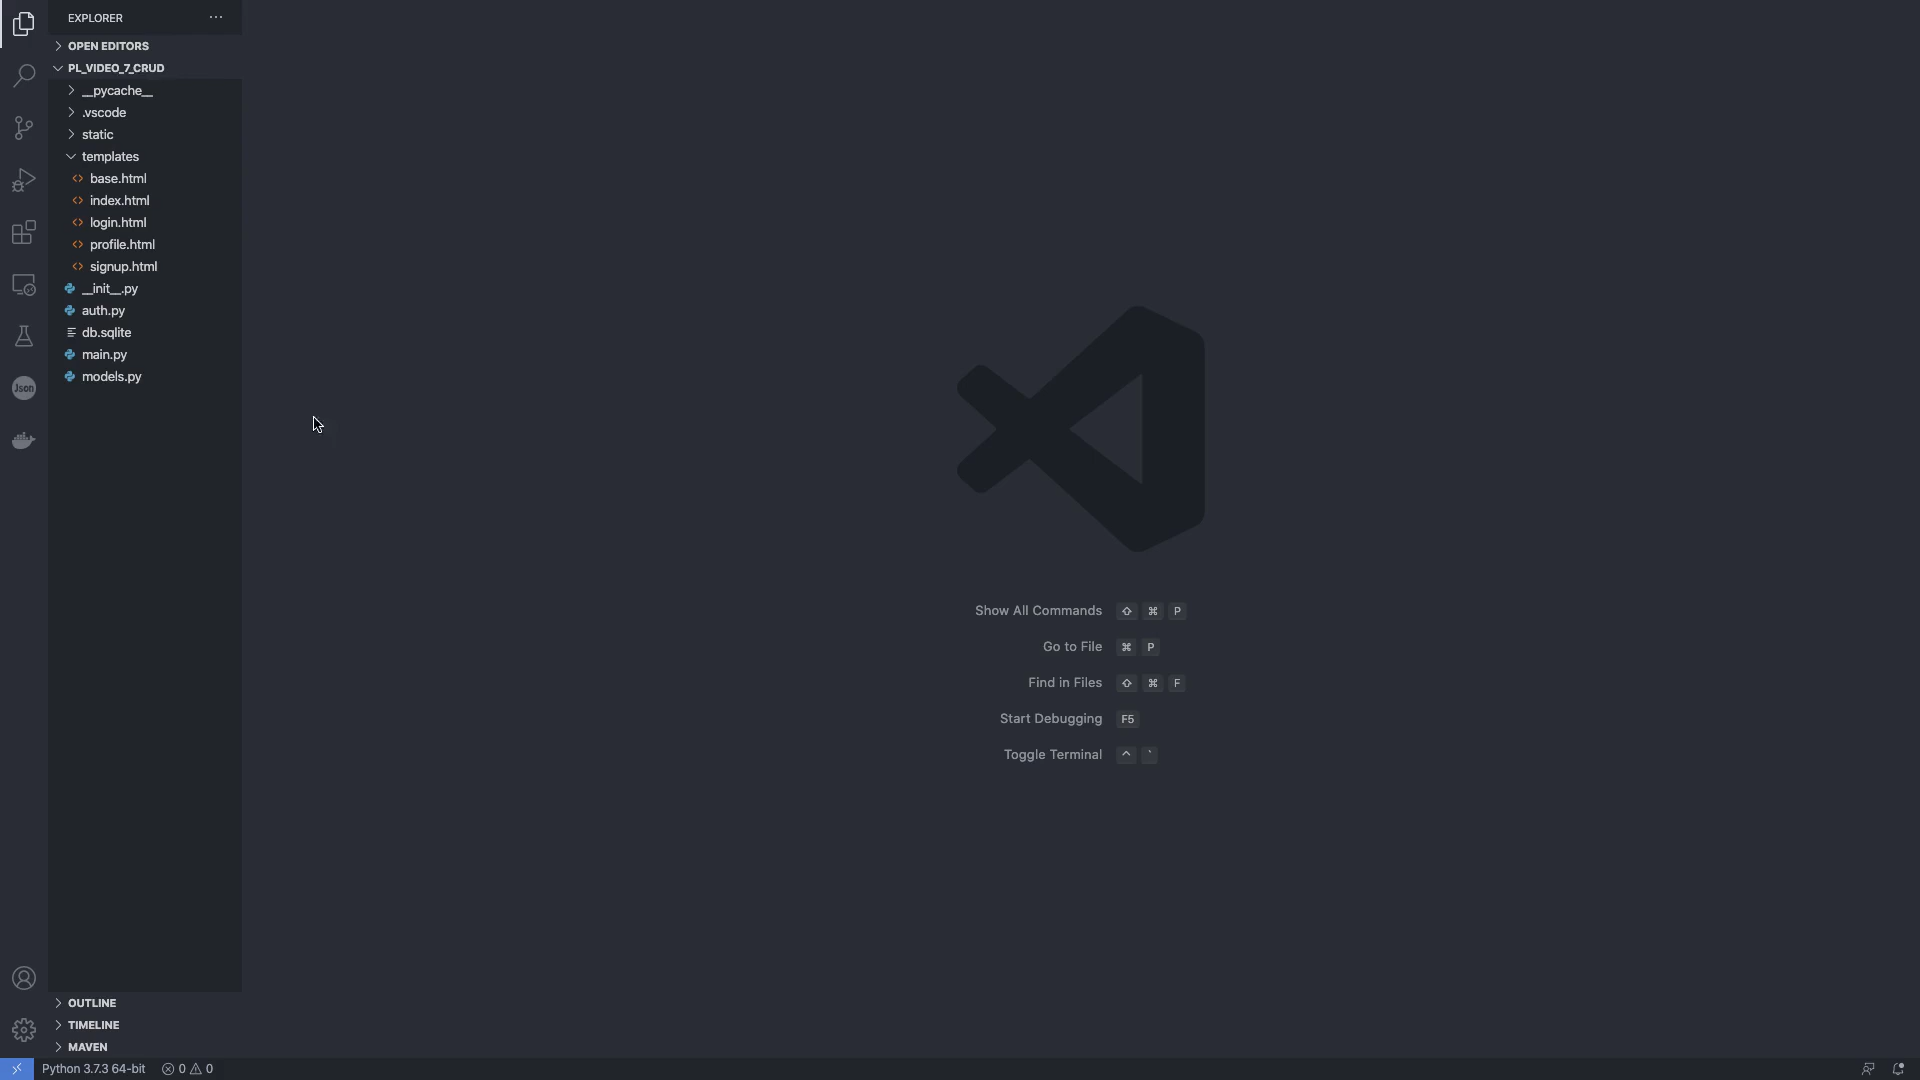 EXPLORER
OPEN EDITORS
PL_VIDEO_7_CRUD
__pycache__
.vscode
static
templates
base.html
index.html
login.html
profile.html
signup.html
__init__.py
auth.py
db.sqlite
main.py
models.py
Json
Show All Commands ⇧ ⌘ P
Go to File ⌘ P
Find in Files ⇧ ⌘ F
Start Debugging F5
Toggle Terminal ^ `
OUTLINE
TIMELINE
MAVEN
Python 3.7.3 64-bit 0 0